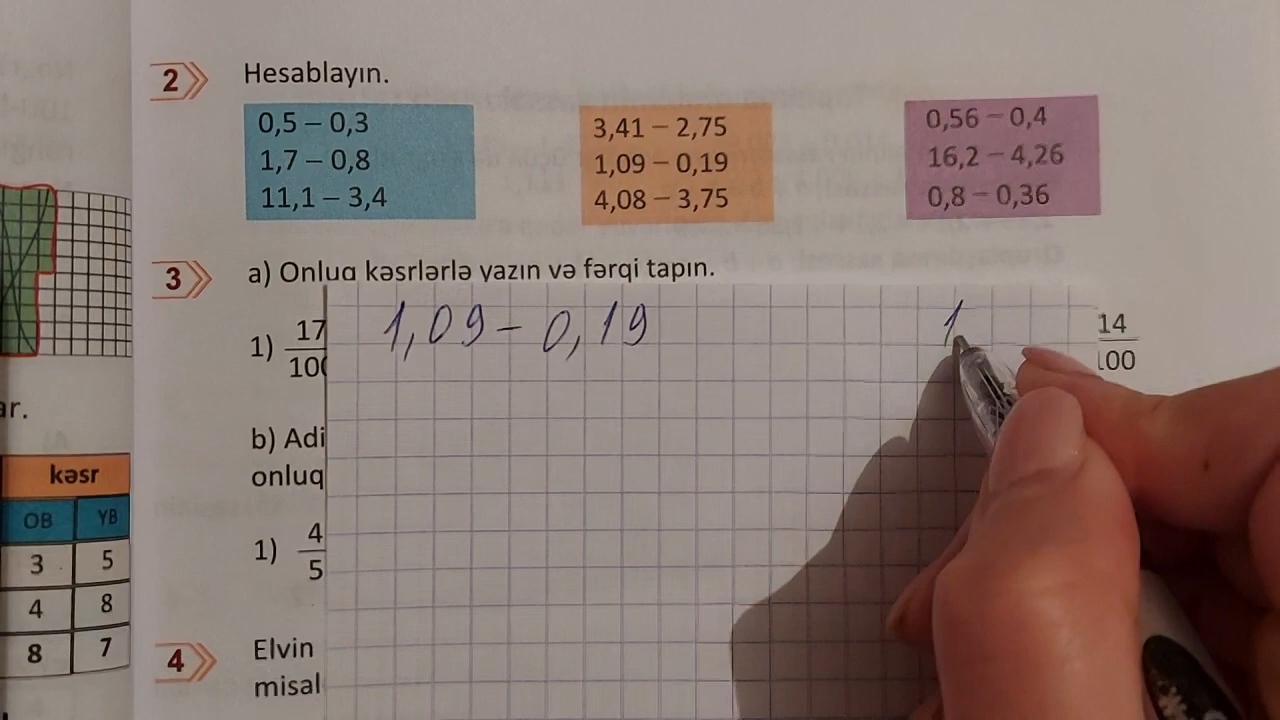 2 Hesablayın.
0,5 – 0,3
1,7 – 0,8
11,1 – 3,4
3,41 – 2,75
1,09 – 0,19
4,08 – 3,75
0,56 – 0,4
16,2 – 4,26
0,8 – 0,36
3 a) Onluq kəsrlərlə yazın və fərqi tapın.
1,09 – 0,19
1
1) 17
100
14
100
b) Adi
onluq
1) 4
5
4 Elvin
misal
ar.
kəsr
OB YB
3 5
4 8
8 7